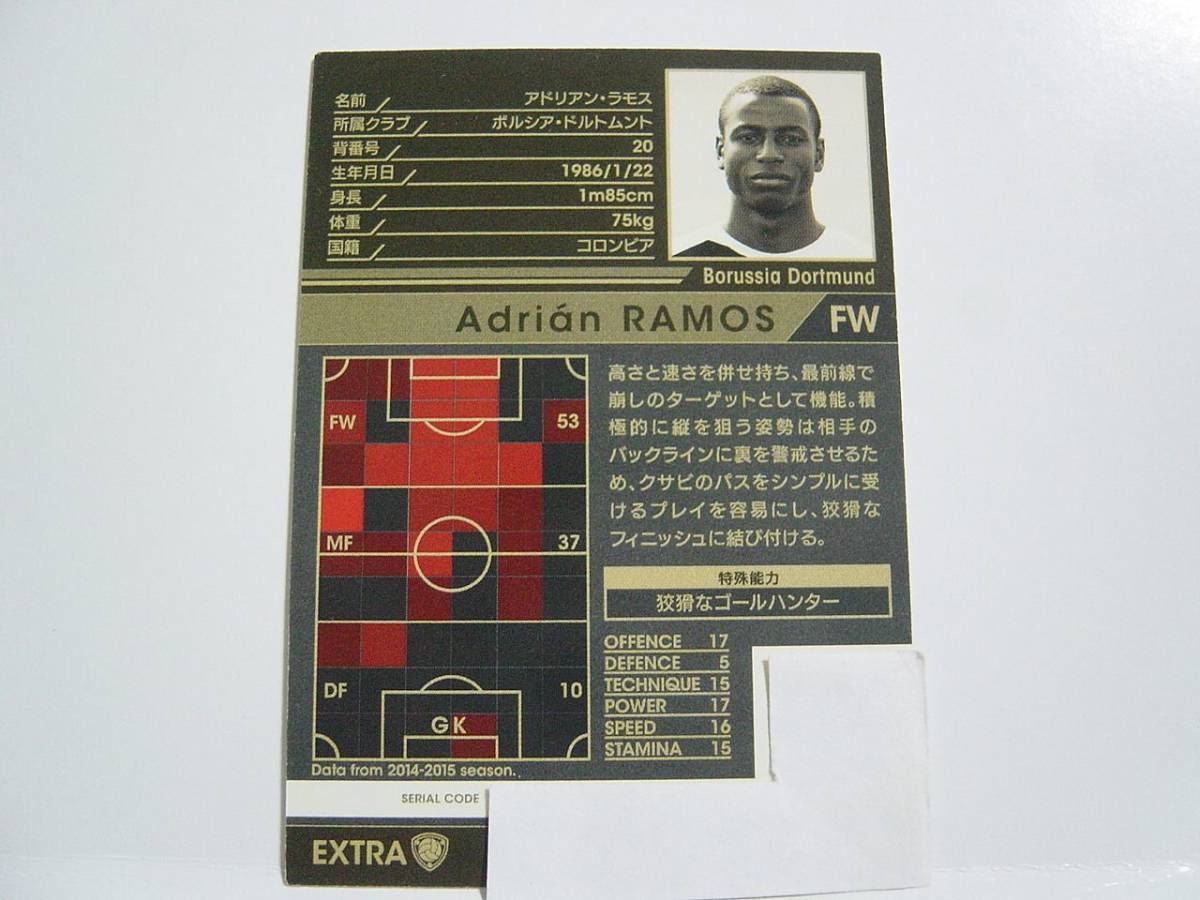 名前 アドリアン・ラモス
所属クラブ ボルシア・ドルトムント
背番号 20
生年月日 1986/1/22
身長 1m85cm
体重 75kg
国籍 コロンビア
Borussia Dortmund
Adrián RAMOS FW
FW 53
MF 37
DF 10
GK
Data from 2014-2015 season.
高さと速さを併せ持ち、最前線で
崩しのターゲットとして機能。積
極的に縦を狙う姿勢は相手の
バックラインに裏を警戒させるた
め、クサビのパスをシンプルに受
けるプレイを容易にし、狡猾な
フィニッシュに結び付ける。
特殊能力
狡猾なゴールハンター
OFFENCE 17
DEFENCE 5
TECHNIQUE 15
POWER 17
SPEED 16
STAMINA 15
SERIAL CODE
EXTRA